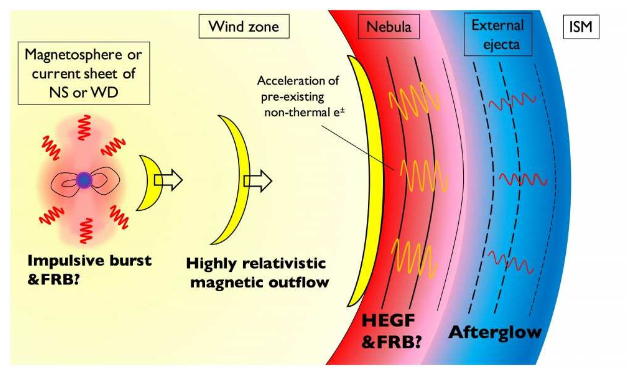 Wind zone
Nebula
External
ejecta
ISM
Magnetosphere or
current sheet of
NS or WD
Acceleration of
pre-existing
non-thermal e±
Impulsive burst
&FRB?
Highly relativistic
magnetic outflow
HEGF
&FRB?
Afterglow